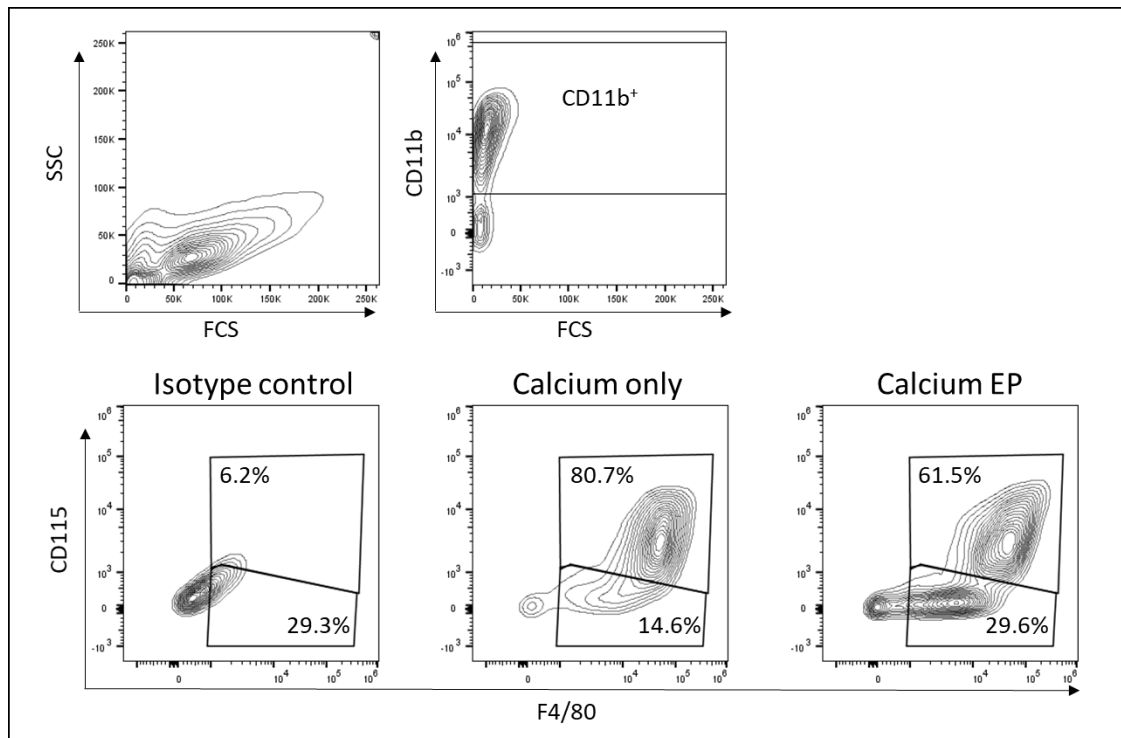 250K
200K
150K
100K
50K
0
0 50K 100K 150K 200K 250K
SSC
FCS
10^6
10^5
10^4
10^3
0
-10^3
0 50K 100K 150K 200K 250K
CD11b
CD11b+
FCS
Isotype control
Calcium only
Calcium EP
10^6
10^5
10^4
10^3
0
-10^3
6.2%
29.3%
0 10^4 10^5 10^6
10^6
10^5
10^4
10^3
0
-10^3
80.7%
14.6%
0 10^4 10^5 10^6
10^6
10^5
10^4
10^3
0
-10^3
61.5%
29.6%
0 10^4 10^5 10^6
CD115
F4/80